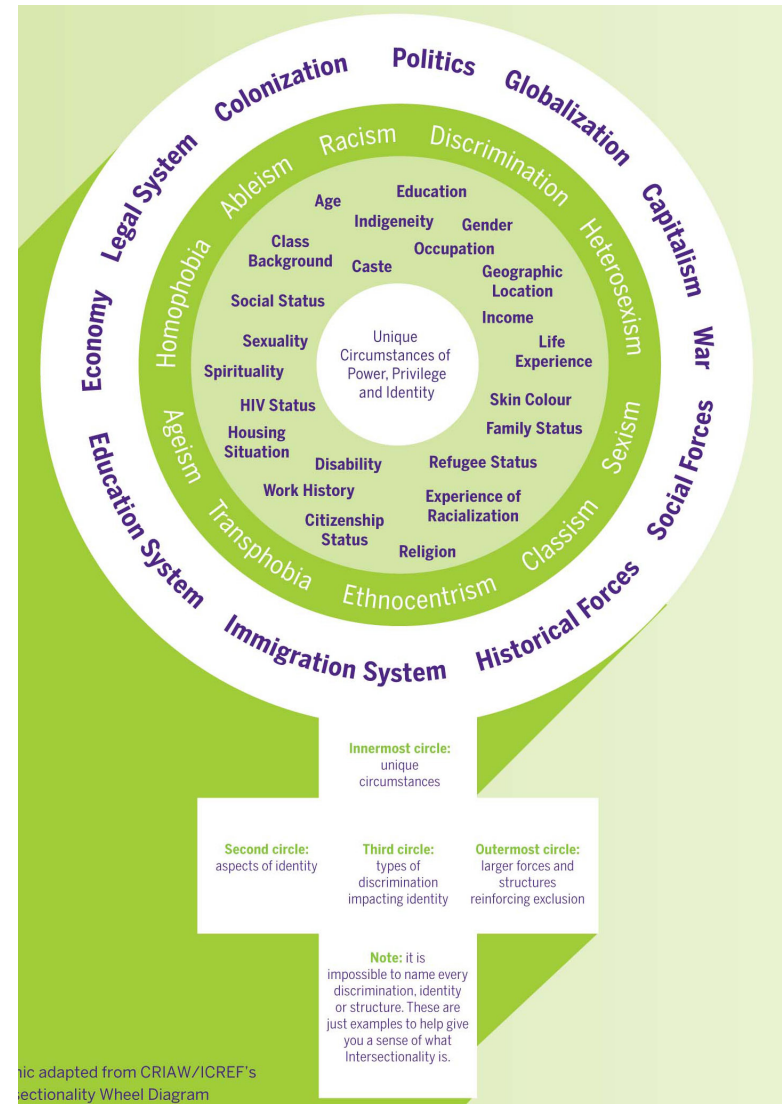 Politics
Globalization
Capitalism
War
Social Forces
Historical Forces
Immigration System
Education System
Economy
Legal System
Colonization
Racism
Discrimination
Heterosexism
Sexism
Classism
Ethnocentrism
Transphobia
Ageism
Homophobia
Ableism
Age
Education
Indigeneity
Gender
Class
Background
Caste
Occupation
Geographic
Location
Social Status
Income
Sexuality
Life
Experience
Spirituality
HIV Status
Skin Colour
Housing
Situation
Family Status
Disability
Refugee Status
Work History
Experience of
Racialization
Citizenship
Status
Religion
Unique
Circumstances of
Power, Privilege
and Identity
Innermost circle:
unique
circumstances
Second circle:
aspects of identity
Third circle:
types of
discrimination
impacting identity
Outermost circle:
larger forces and
structures
reinforcing exclusion
Note: it is
impossible to name every
discrimination, identity
or structure. These are
just examples to help give
you a sense of what
Intersectionality is.
adapted from CRIAW/ICREF's
Wheel Diagram